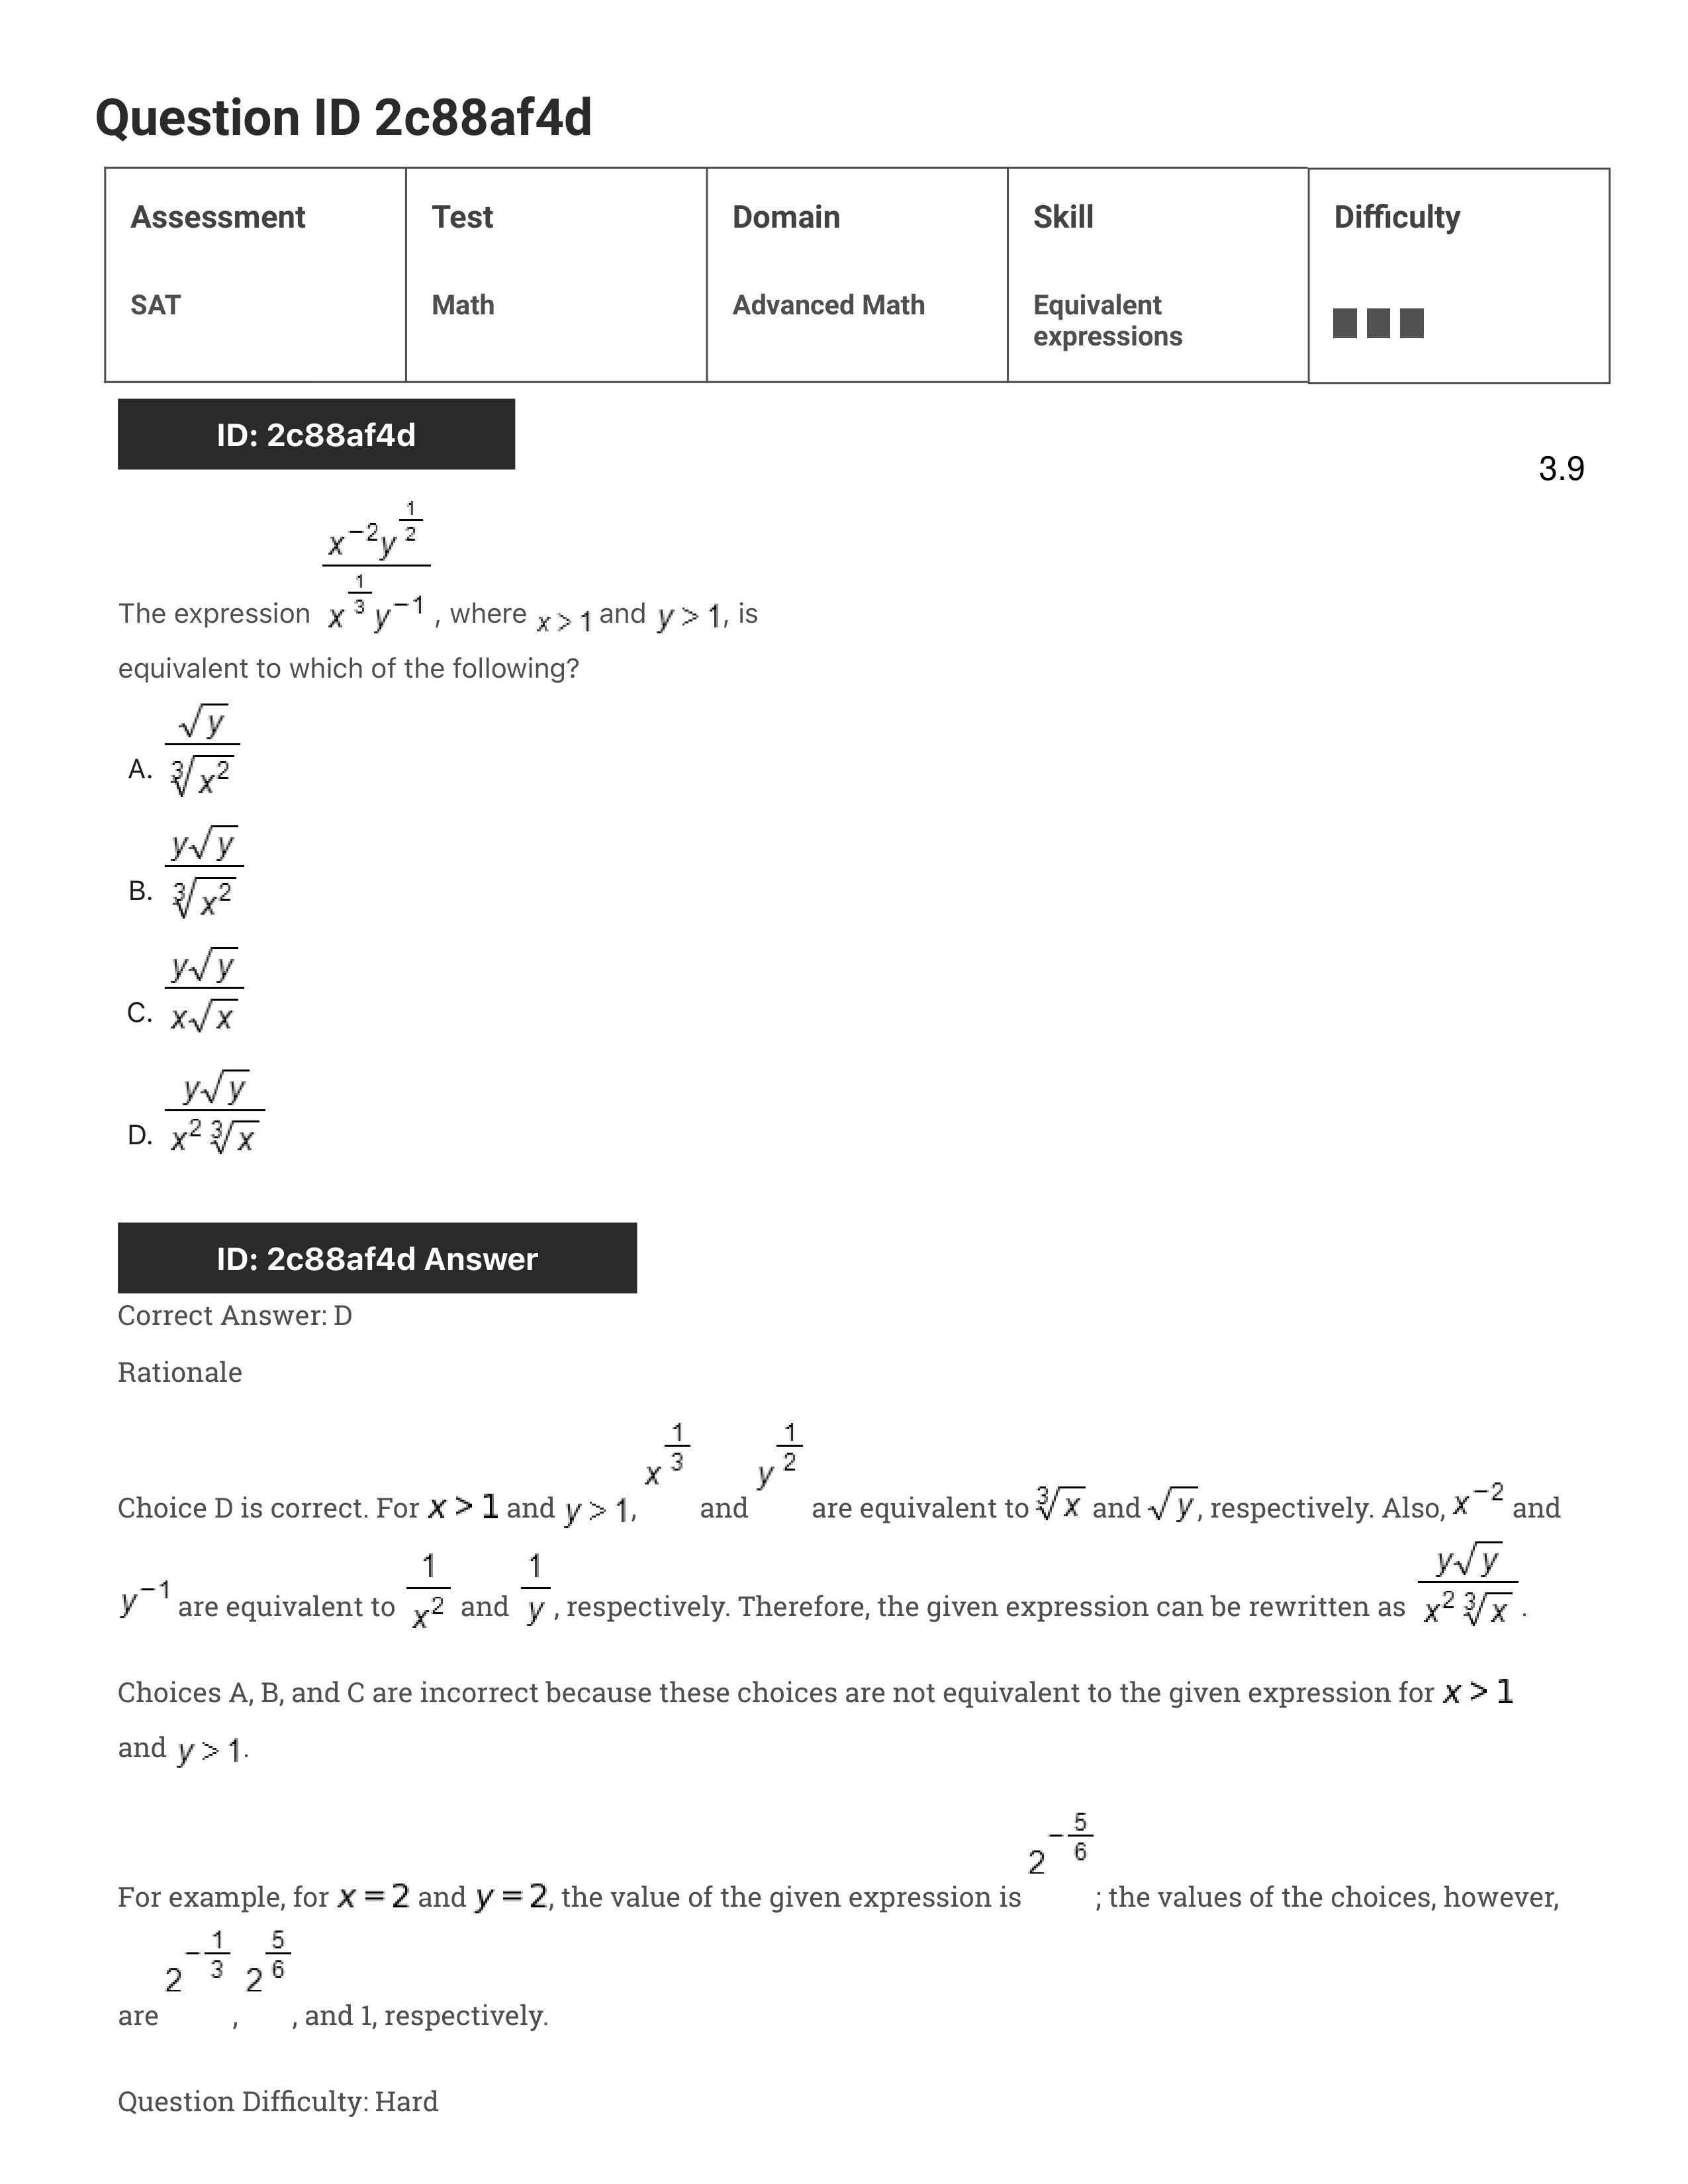 Question ID 2c88af4d
Assessment Test Domain Skill Difficulty
SAT Math Advanced Math Equivalent expressions
ID: 2c88af4d
3.9
The expression \frac{x^{-2}y^{\frac{1}{2}}}{x^{\frac{1}{3}}y^{-1}}, where x > 1 and y > 1, is
equivalent to which of the following?
A. \frac{\sqrt{y}}{\sqrt[3]{x^2}}
B. \frac{y\sqrt{y}}{\sqrt[3]{x^2}}
C. \frac{y\sqrt{y}}{x\sqrt{x}}
D. \frac{y\sqrt{y}}{x^2\sqrt[3]{x}}
ID: 2c88af4d Answer
Correct Answer: D
Rationale
Choice D is correct. For x > 1 and y > 1, x^{\frac{1}{3}} and y^{\frac{1}{2}} are equivalent to \sqrt[3]{x} and \sqrt{y}, respectively. Also, x^{-2} and
y^{-1} are equivalent to \frac{1}{x^2} and \frac{1}{y}, respectively. Therefore, the given expression can be rewritten as \frac{y\sqrt{y}}{x^2\sqrt[3]{x}}.
Choices A, B, and C are incorrect because these choices are not equivalent to the given expression for x > 1
and y > 1.
For example, for x = 2 and y = 2, the value of the given expression is 2^{-\frac{5}{6}}; the values of the choices, however,
are 2^{-\frac{1}{3}}, 2^{\frac{5}{6}}, and 1, respectively.
Question Difficulty: Hard